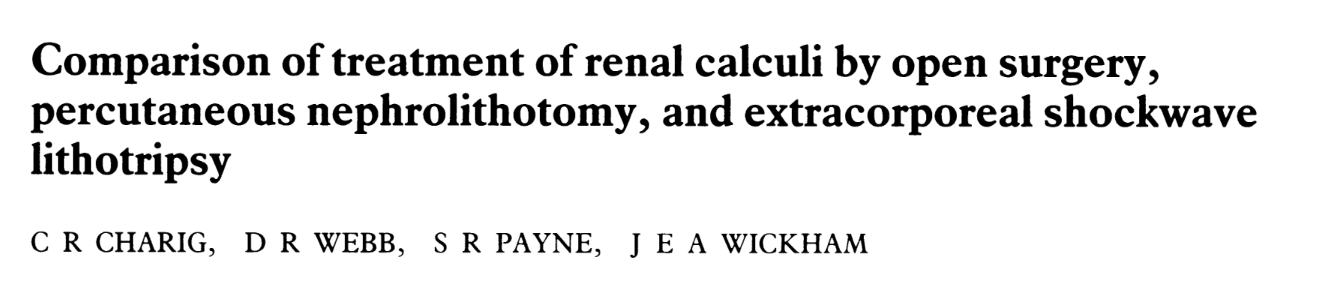 Comparison of treatment of renal calculi by open surgery,
percutaneous nephrolithotomy, and extracorporeal shockwave
lithotripsy
C R CHARIG, D R WEBB, S R PAYNE, J E A WICKHAM